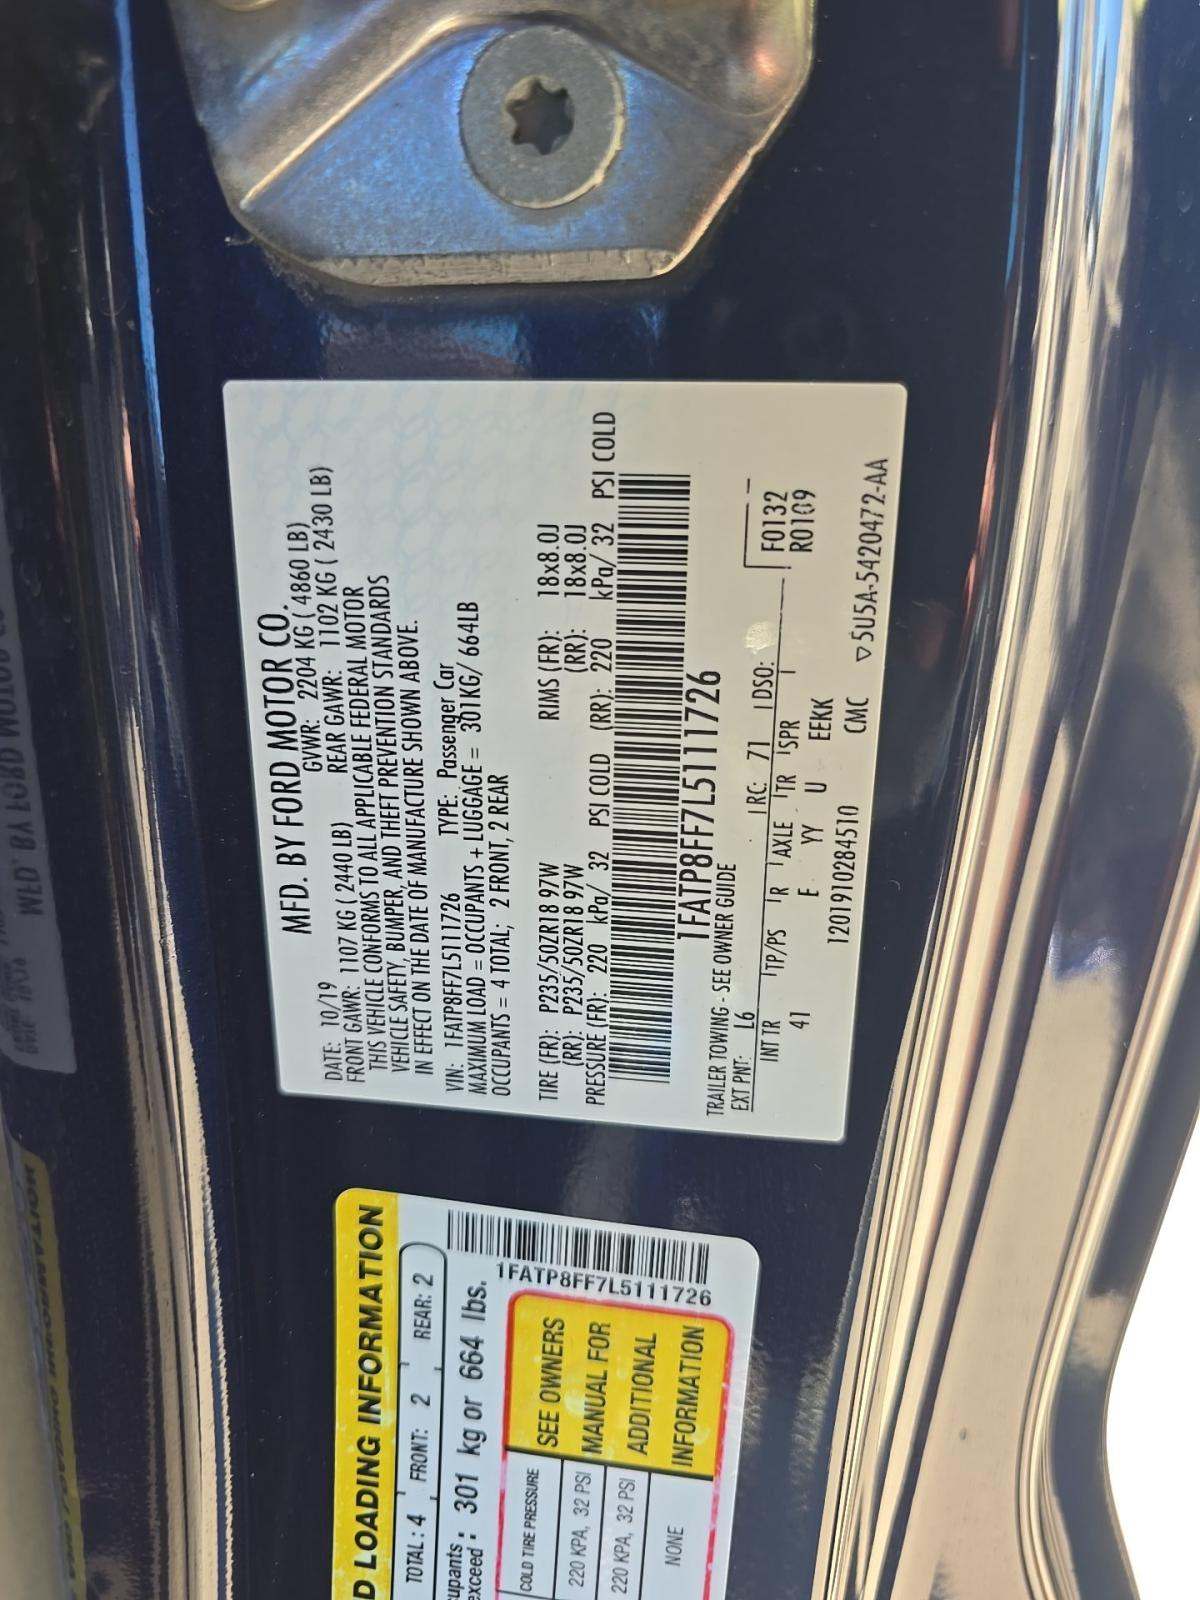 MFD. BY FORD MOTOR CO.
DATE: 10/19 GVWR: 2204 KG ( 4860 LB)
FRONT GAWR: 1107 KG ( 2440 LB) REAR GAWR: 1102 KG ( 2430 LB)
THIS VEHICLE CONFORMS TO ALL APPLICABLE FEDERAL MOTOR
VEHICLE SAFETY, BUMPER, AND THEFT PREVENTION STANDARDS
IN EFFECT ON THE DATE OF MANUFACTURE SHOWN ABOVE.
VIN: 1FATP8FF7L5111726 TYPE: Passenger Car
MAXIMUM LOAD = OCCUPANTS + LUGGAGE = 301KG/ 664LB
OCCUPANTS = 4 TOTAL; 2 FRONT, 2 REAR
TIRE (FR): P235/50ZR18 97W RIMS (FR): 18x8.0J
(RR): P235/50ZR18 97W (RR): 18x8.0J
PRESSURE (FR): 220 kPa/ 32 PSI COLD (RR): 220 kPa/ 32 PSI COLD
1FATP8FF7L5111726
TRAILER TOWING - SEE OWNER GUIDE
EXT PNT: L6 RC: 71 DSO:
INT TR TP/PS R AXLE TR SPR F0132
41 E YY U EEKK R0109
1201910284510 CMC
▽5U5A-5420472-AA
D LOADING INFORMATION
TOTAL : 4 FRONT: 2 REAR: 2
upants :
exceed : 301 kg or 664 lbs.
1FATP8FF7L5111726
COLD TIRE PRESSURE
220 KPA, 32 PSI
220 KPA, 32 PSI
NONE
SEE OWNERS
MANUAL FOR
ADDITIONAL
INFORMATION